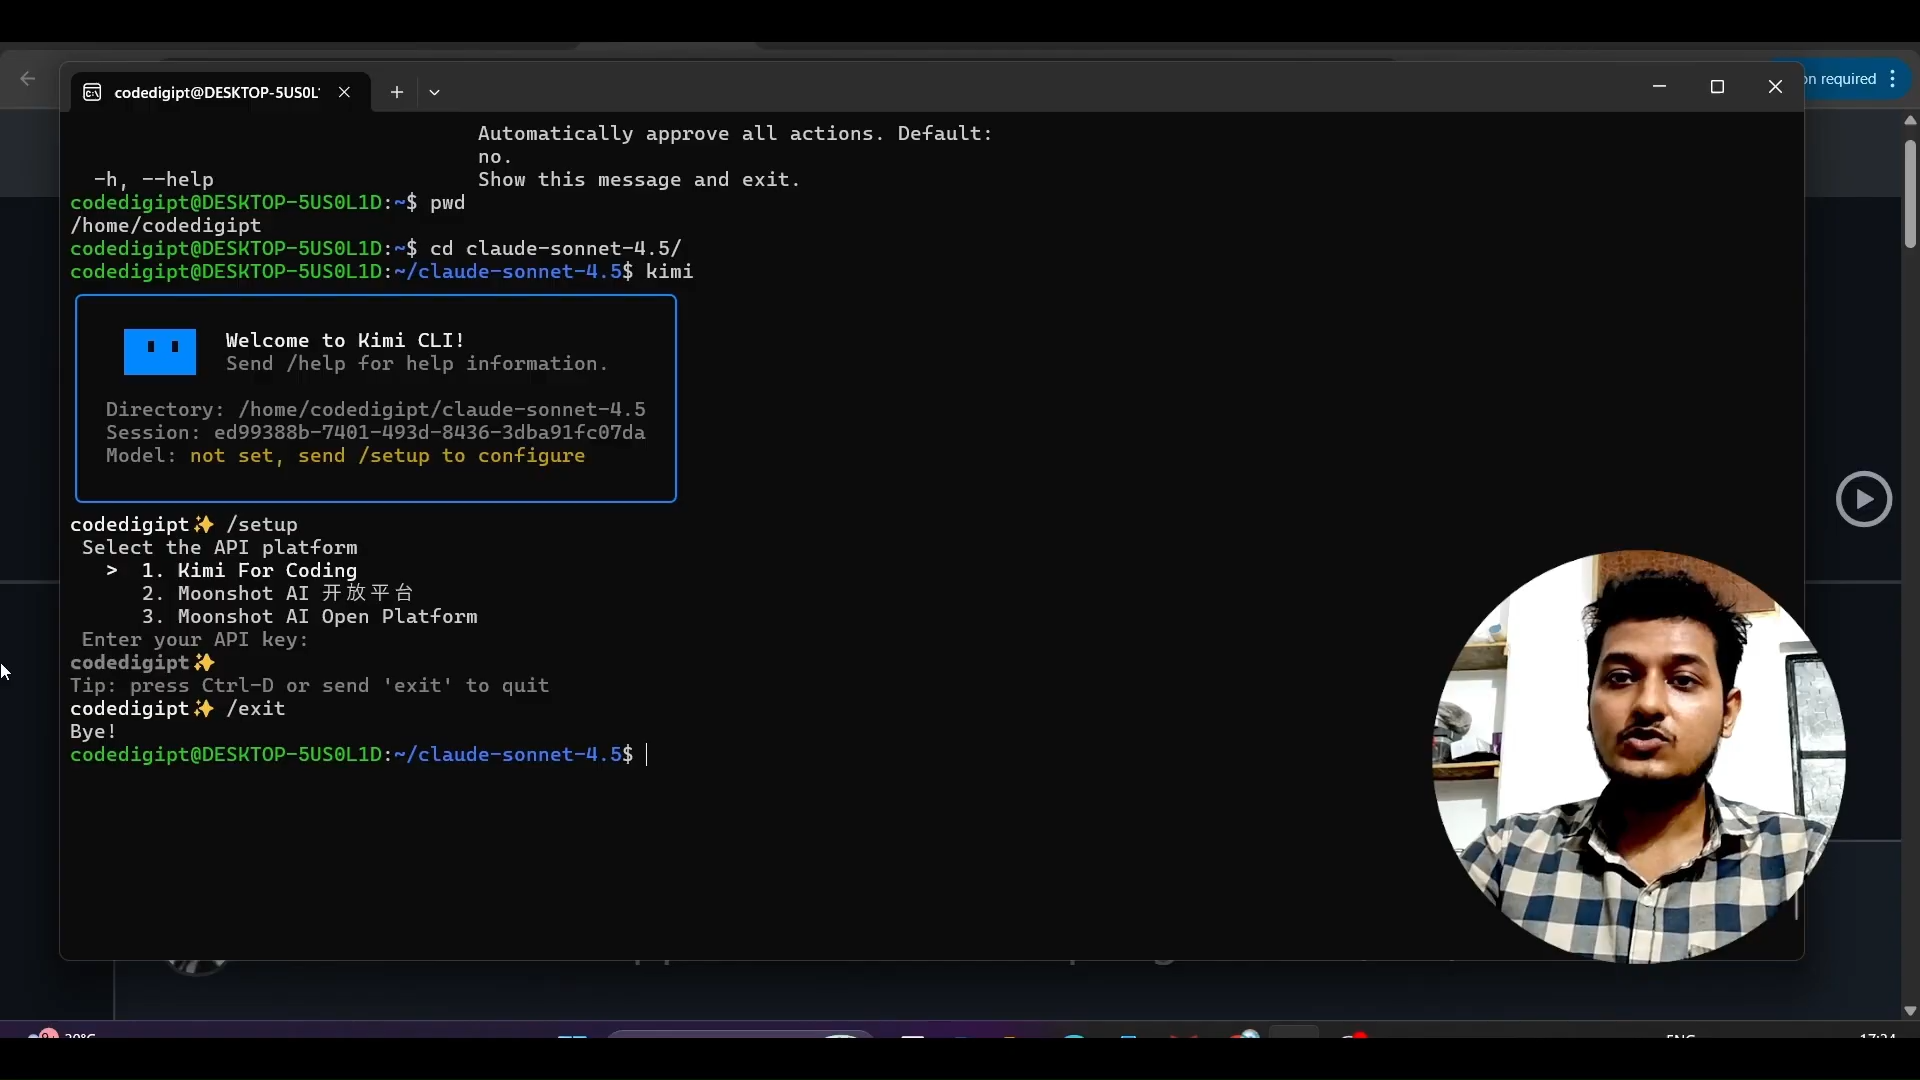 on required
codedigipt@DESKTOP-5US0L
Automatically approve all actions. Default:
no.
-h, --help Show this message and exit.
codedigipt@DESKTOP-5US0L1D:~$ pwd
/home/codedigipt
codedigipt@DESKTOP-5US0L1D:~$ cd claude-sonnet-4.5/
codedigipt@DESKTOP-5US0L1D:~/claude-sonnet-4.5$ kimi
Welcome to Kimi CLI!
Send /help for help information.
Directory: /home/codedigipt/claude-sonnet-4.5
Session: ed99388b-7401-493d-8436-3dba91fc07da
Model: not set, send /setup to configure
codedigipt✨ /setup
Select the API platform
> 1. Kimi For Coding
2. Moonshot AI 开放平台
3. Moonshot AI Open Platform
Enter your API key:
codedigipt✨
Tip: press Ctrl-D or send 'exit' to quit
codedigipt✨ /exit
Bye!
codedigipt@DESKTOP-5US0L1D:~/claude-sonnet-4.5$